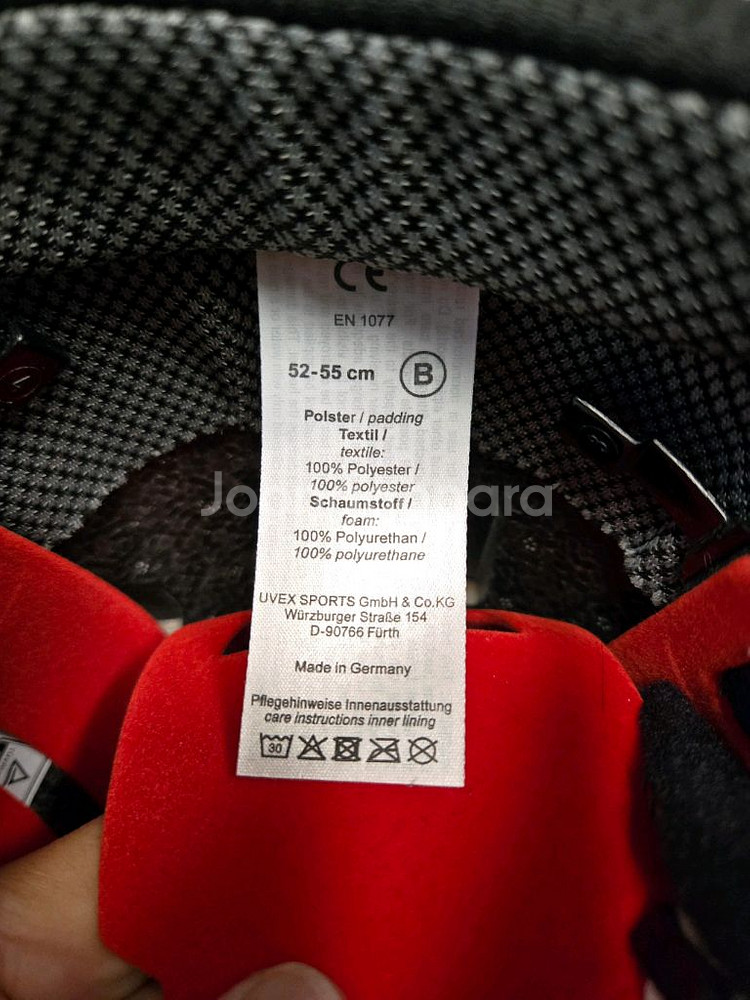 CE
EN 1077
52-55 cm B
Polster / padding
Textil /
textile:
100% Polyester /
100% polyester
Schaumstoff /
foam:
100% Polyurethan /
100% polyurethane
UVEX SPORTS GmbH & Co.KG
Würzburger Straße 154
D-90766 Fürth
Made in Germany
Pflegehinweise Innenausstattung
care instructions inner lining
30